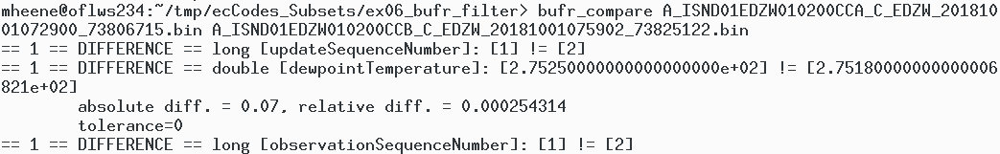 mheene@oflws234:~/tmp/ecCodes_Subsets/ex06_bufr_filter> bufr_compare A_ISND01EDZW010200CCA_C_EDZW_20181
001072900_73806715.bin A_ISND01EDZW010200CCB_C_EDZW_20181001075902_73825122.bin
== 1 == DIFFERENCE == long [updateSequenceNumber]: [1] != [2]
== 1 == DIFFERENCE == double [dewpointTemperature]: [2.75250000000000000000e+02] != [2.75180000000000006
821e+02]
        absolute diff. = 0.07, relative diff. = 0.000254314
        tolerance=0
== 1 == DIFFERENCE == long [observationSequenceNumber]: [1] != [2]